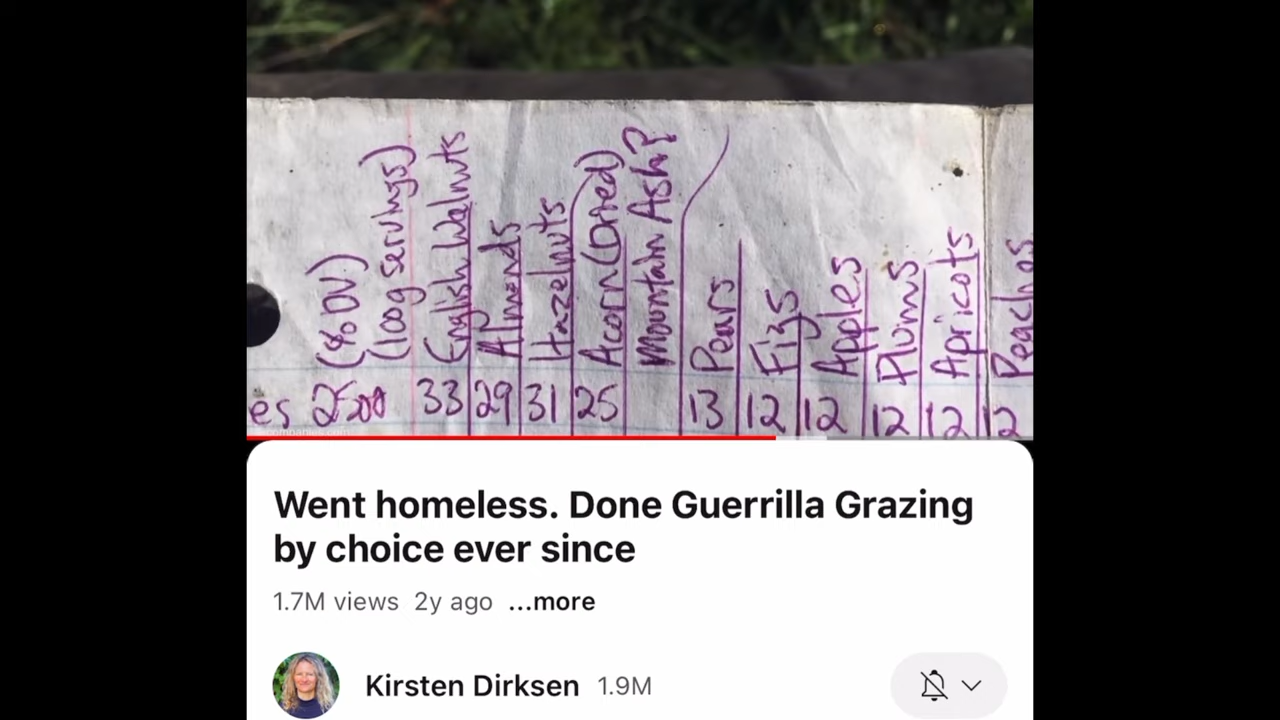 (% DV)
(100g servings)
English Walnuts
Almonds
Hazelnuts
Acorn (Dried)
Mountain Ash?
Pears
Figs
Apples
Plums
Apricots
Peaches
es 2500 33 29 31 25 13 12 12 12 12 12
Went homeless. Done Guerrilla Grazing
by choice ever since
1.7M views 2y ago ...more
Kirsten Dirksen 1.9M